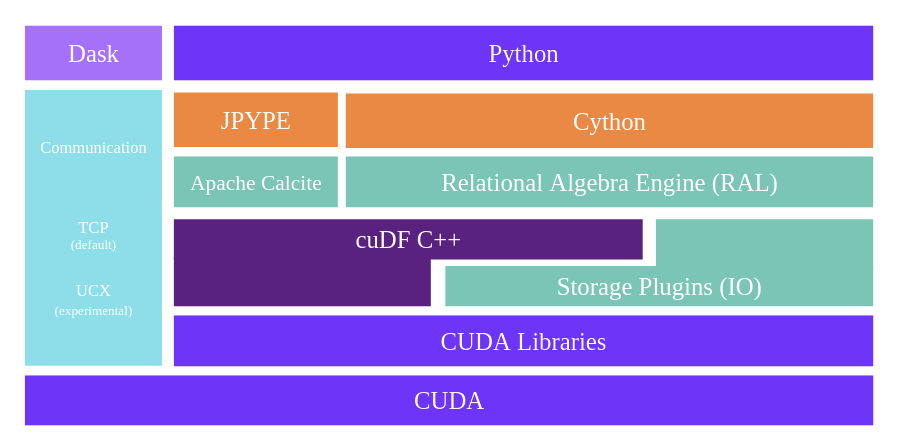 Dask
Python
JPYPE
Cython
Communication
Apache Calcite
Relational Algebra Engine (RAL)
TCP
(default)
cuDF C++
UCX
(experimental)
Storage Plugins (IO)
CUDA Libraries
CUDA